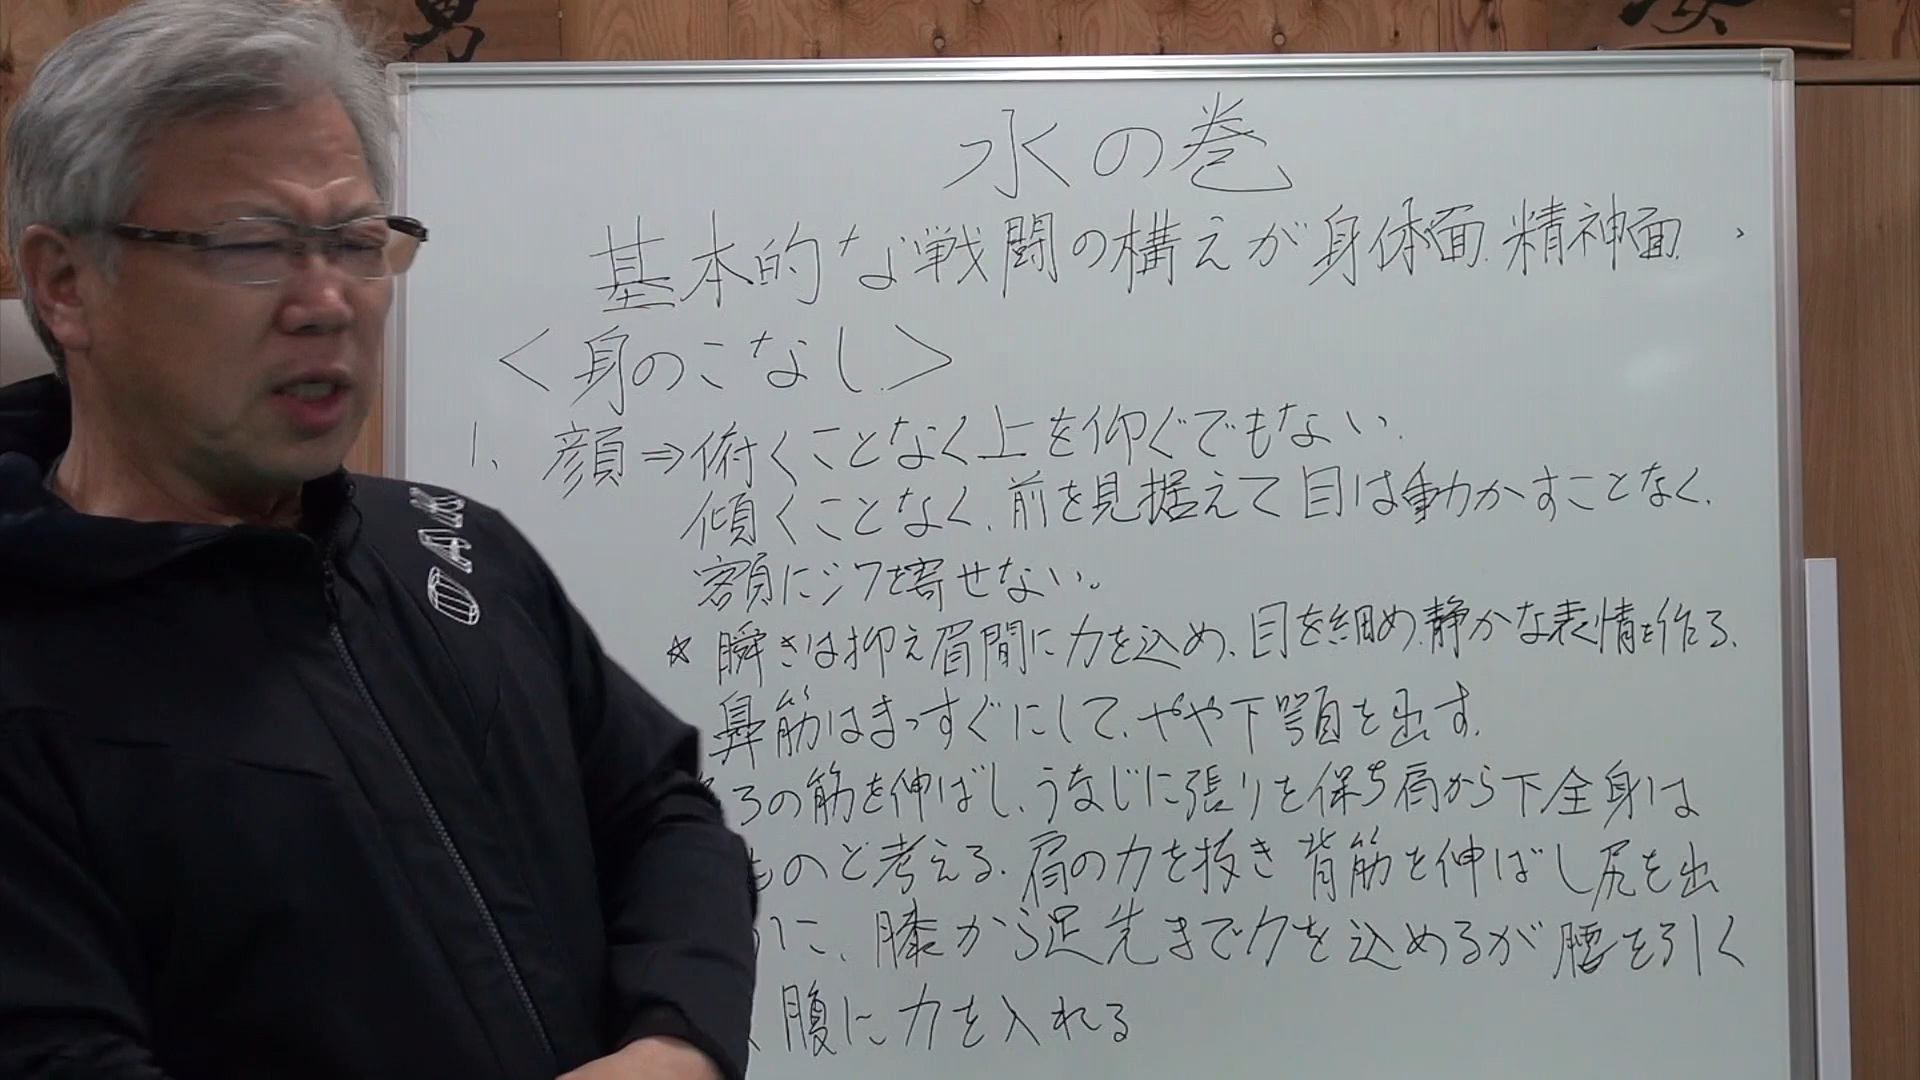 水の巻
基本的な戦闘の構えが身体面、精神面、
<身のこなし>
1、顔⇒俯くことなく上を仰ぐでもない、
傾くことなく、前を見据えて目は動かすことなく、
額にシワを寄せない。
☆瞬きは抑え眉間に力を込め、目を細め静かな表情を作る、
鼻筋はまっすぐにして、やや下顎を出す、
ろの筋を伸ばし、うなじに張りを保ち肩から下全身は
ものと考える、肩の力を抜き背筋を伸ばし尻を出
に、膝から足先まで力を込めるが腰を引く
腹に力を入れる
OAK